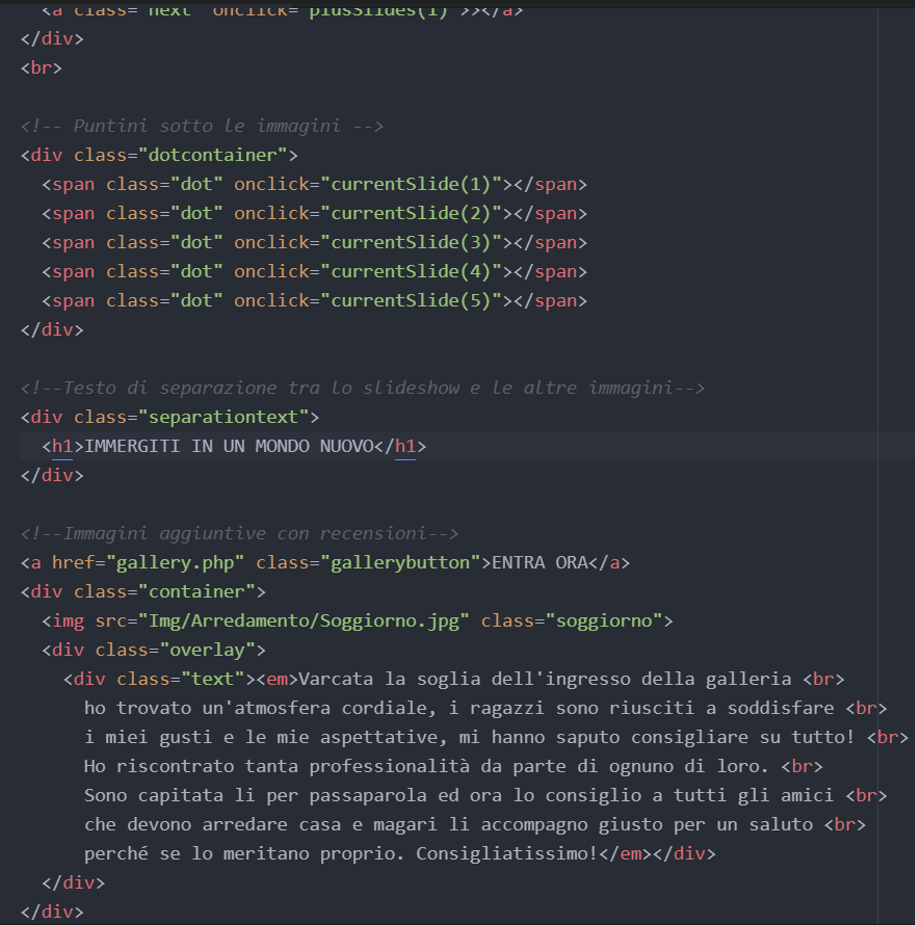 <a class="next" onclick="plusSlides(1)">></a>
</div>
<br>
<!-- Puntini sotto le immagini -->
<div class="dotcontainer">
<span class="dot" onclick="currentSlide(1)"></span>
<span class="dot" onclick="currentSlide(2)"></span>
<span class="dot" onclick="currentSlide(3)"></span>
<span class="dot" onclick="currentSlide(4)"></span>
<span class="dot" onclick="currentSlide(5)"></span>
</div>
<!--Testo di separazione tra lo slideshow e le altre immagini-->
<div class="separationtext">
<h1>IMMERGITI IN UN MONDO NUOVO</h1>
</div>
<!--Immagini aggiuntive con recensioni-->
<a href="gallery.php" class="gallerybutton">ENTRA ORA</a>
<div class="container">
<img src="Img/Arredamento/Soggiorno.jpg" class="soggiorno">
<div class="overlay">
<div class="text"><em>Varcata la soglia dell'ingresso della galleria <br>
ho trovato un'atmosfera cordiale, i ragazzi sono riusciti a soddisfare <br>
i miei gusti e le mie aspettative, mi hanno saputo consigliare su tutto! <br>
Ho riscontrato tanta professionalità da parte di ognuno di loro. <br>
Sono capitata li per passaparola ed ora lo consiglio a tutti gli amici <br>
che devono arredare casa e magari li accompagno giusto per un saluto <br>
perché se lo meritano proprio. Consigliatissimo!</em></div>
</div>
</div>